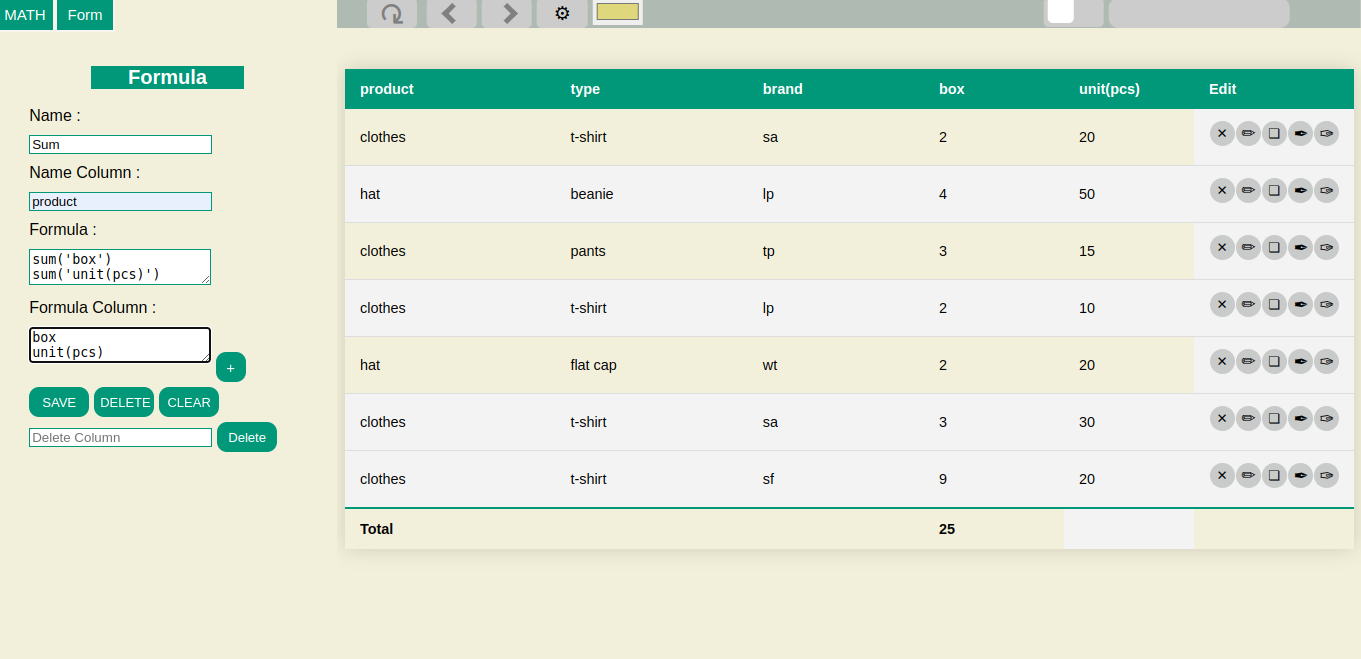 MATH Form
Formula
Name :
Sum
Name Column :
product
Formula :
sum('box')
sum('unit(pcs)')
Formula Column :
box
unit(pcs)
+
SAVE DELETE CLEAR
Delete Column Delete
product type brand box unit(pcs) Edit
clothes t-shirt sa 2 20
hat beanie lp 4 50
clothes pants tp 3 15
clothes t-shirt lp 2 10
hat flat cap wt 2 20
clothes t-shirt sa 3 30
clothes t-shirt sf 9 20
Total 25